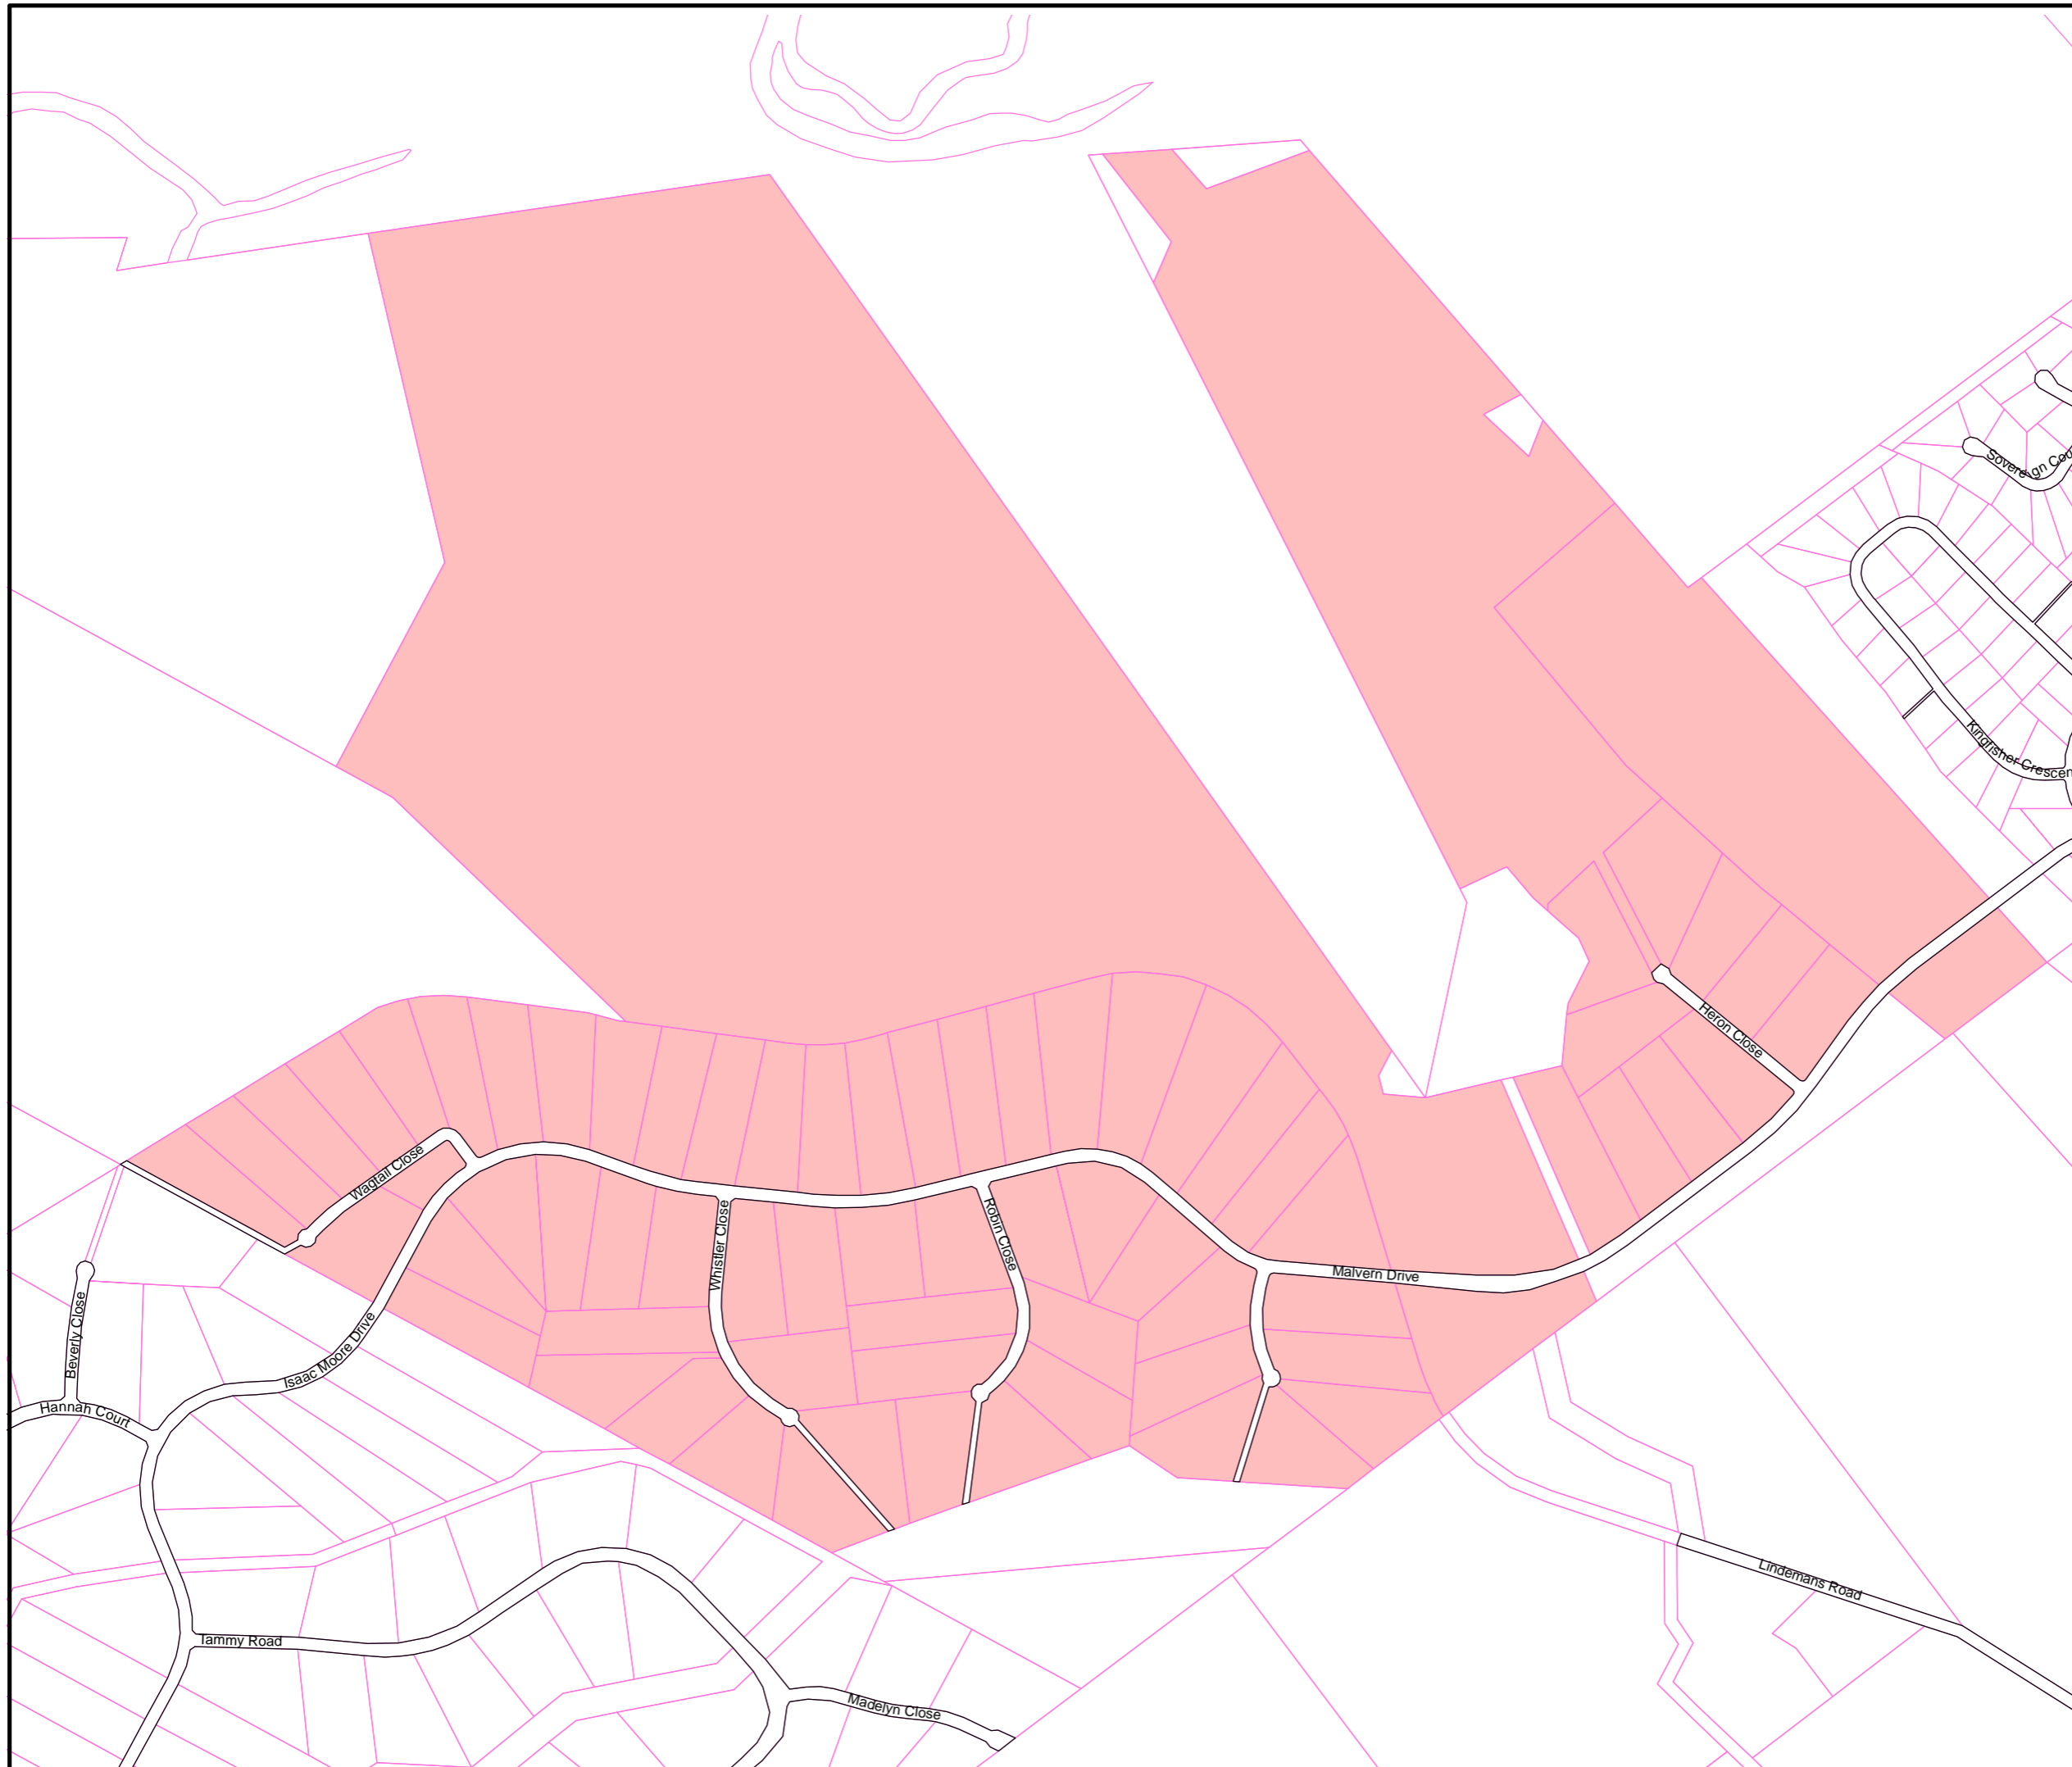 Sovereign Cou
Kingfisher Crescen
Heron Close
Wagtail Close
Robin Close
Whistler Close
Malvern Drive
Beverly Close
Isaac Moore Drive
Hannah Court
Lindemans Road
Tammy Road
Madelyn Close